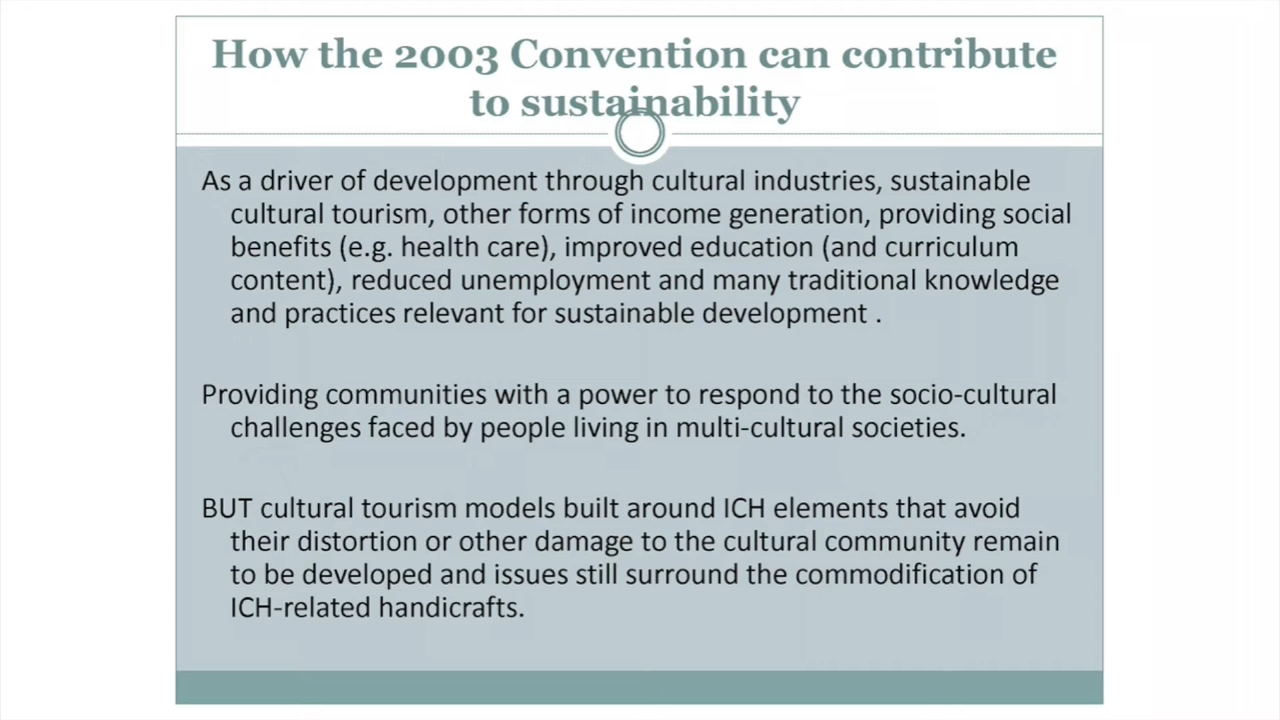 How the 2003 Convention can contribute
to sustainability
As a driver of development through cultural industries, sustainable
cultural tourism, other forms of income generation, providing social
benefits (e.g. health care), improved education (and curriculum
content), reduced unemployment and many traditional knowledge
and practices relevant for sustainable development .
Providing communities with a power to respond to the socio-cultural
challenges faced by people living in multi-cultural societies.
BUT cultural tourism models built around ICH elements that avoid
their distortion or other damage to the cultural community remain
to be developed and issues still surround the commodification of
ICH-related handicrafts.